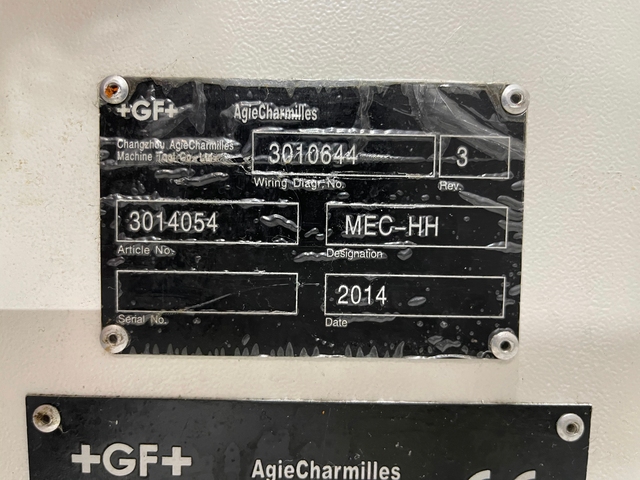 +GF+ AgieCharmilles
Changzhou AgieCharmilles
Machine Tool Co., Ltd.
3010644 3
Wiring Diagr. No. Rev.
3014054 MEC-HH
Article No. Designation
2014
Serial No. Date
+GF+ AgieCharmilles